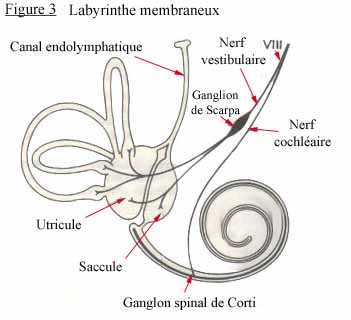 Figure 3 Labyrinthe membraneux
Canal endolymphatique
Nerf
vestibulaire
VIII
Ganglion
de Scarpa
Nerf
cochléaire
Utricule
Saccule
Ganglon spinal de Corti